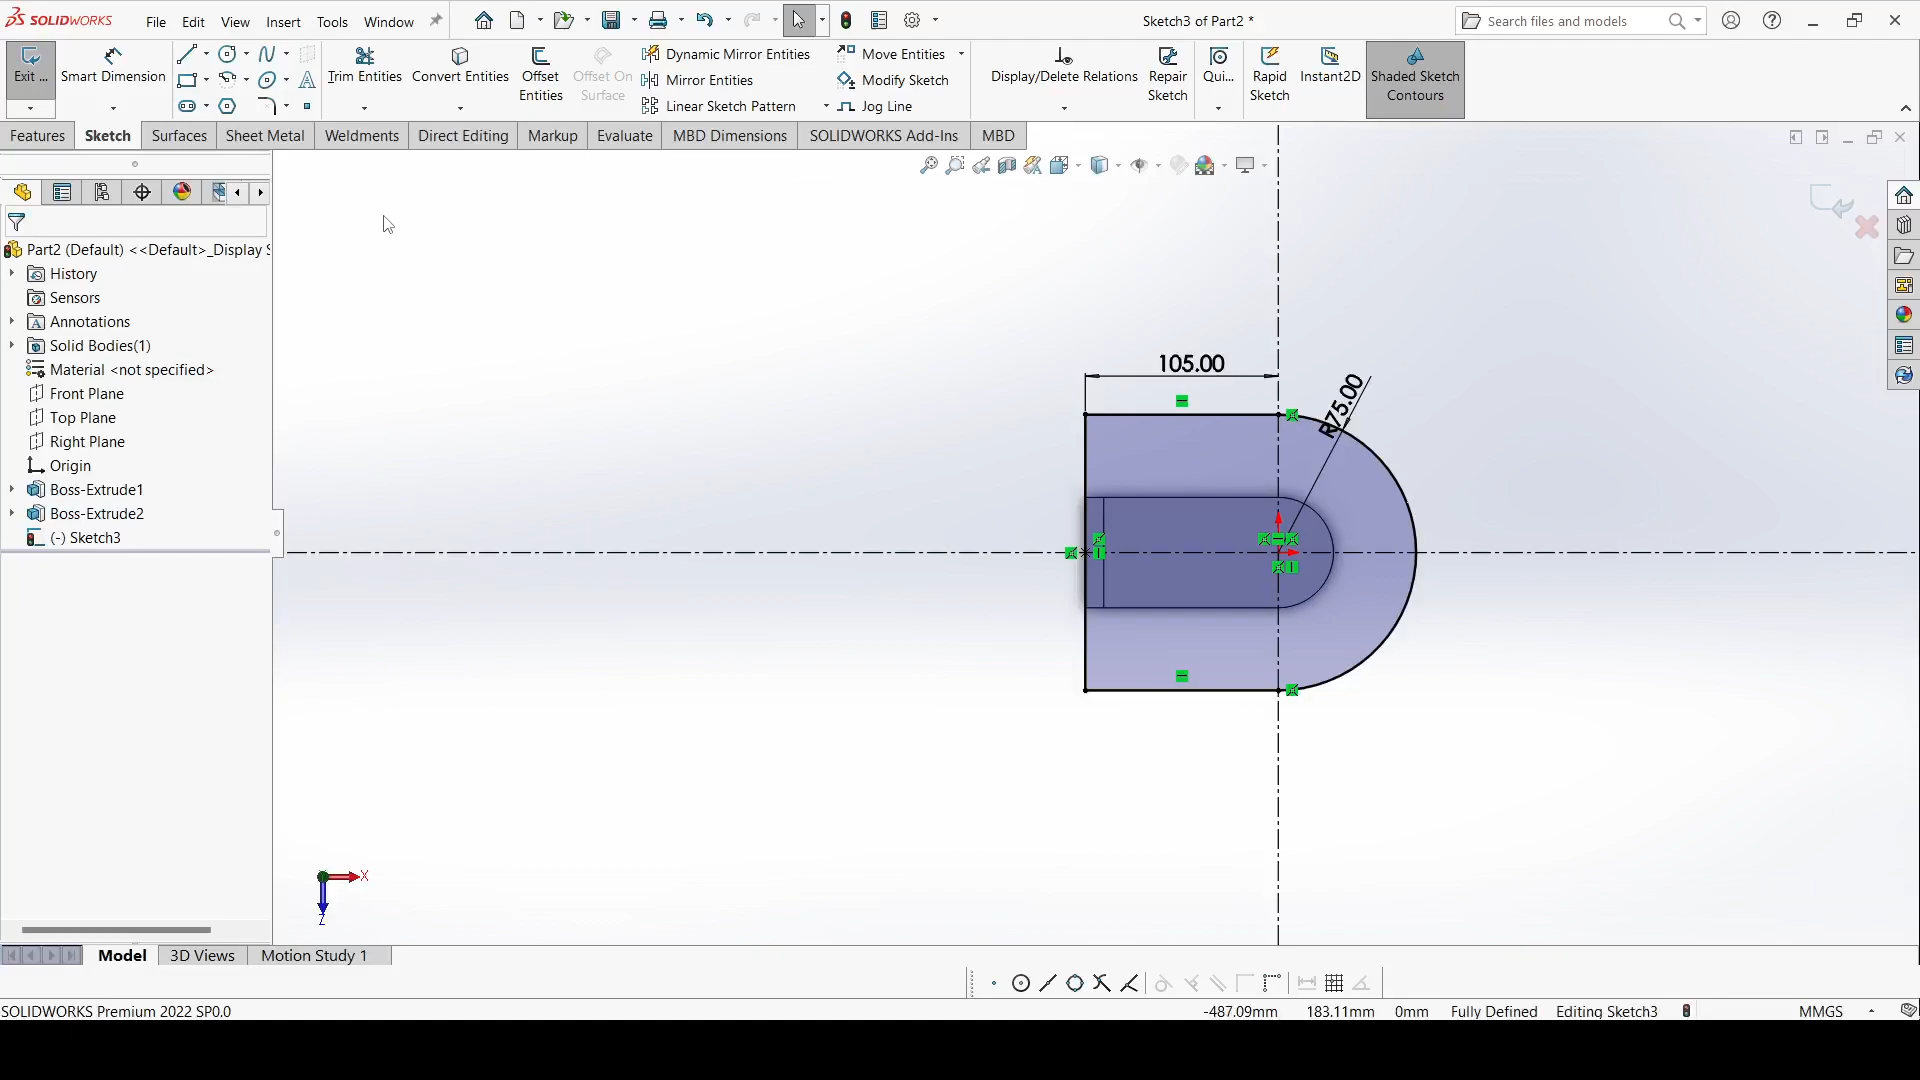 SOLIDWORKS File Edit View Insert Tools Window Sketch3 of Part2 * Search files and models
Exit ... Smart Dimension Trim Entities Convert Entities Offset Entities Offset On Surface Dynamic Mirror Entities Move Entities Display/Delete Relations Repair Sketch Qui... Rapid Sketch Instant2D Shaded Sketch Contours
Mirror Entities Modify Sketch
Linear Sketch Pattern Jog Line
Features Sketch Surfaces Sheet Metal Weldments Direct Editing Markup Evaluate MBD Dimensions SOLIDWORKS Add-Ins MBD
Part2 (Default) <<Default>_Display S
History
Sensors
Annotations
Solid Bodies(1)
Material <not specified>
Front Plane
Top Plane
Right Plane
Origin
Boss-Extrude1
Boss-Extrude2
(-) Sketch3
105.00
R75.00
X
Z
Model 3D Views Motion Study 1
SOLIDWORKS Premium 2022 SP0.0 -487.09mm 183.11mm 0mm Fully Defined Editing Sketch3 MMGS